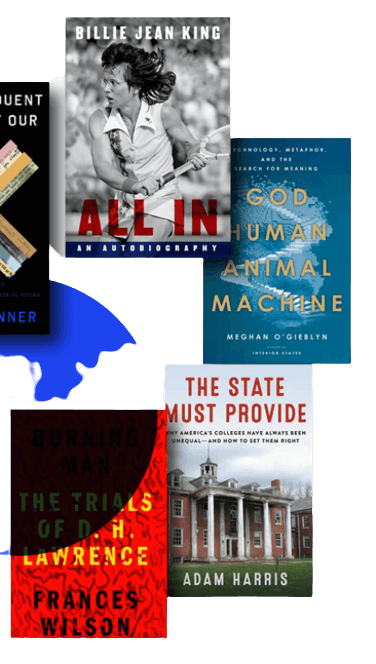 BILLIE JEAN KING
ALL IN
AN AUTOBIOGRAPHY
QUENT
OUR
NNER
TECHNOLOGY, METAPHOR,
AND THE
SEARCH FOR MEANING
GOD
HUMAN
ANIMAL
MACHINE
MEGHAN O'GIEBLYN
INTERIOR STATES
THE STATE
MUST PROVIDE
WHY AMERICA'S COLLEGES HAVE ALWAYS BEEN
UNEQUAL—AND HOW TO SET THEM RIGHT
ADAM HARRIS
BURNING
MAN
THE TRIALS
OF D. H.
LAWRENCE
FRANCES
WILSON